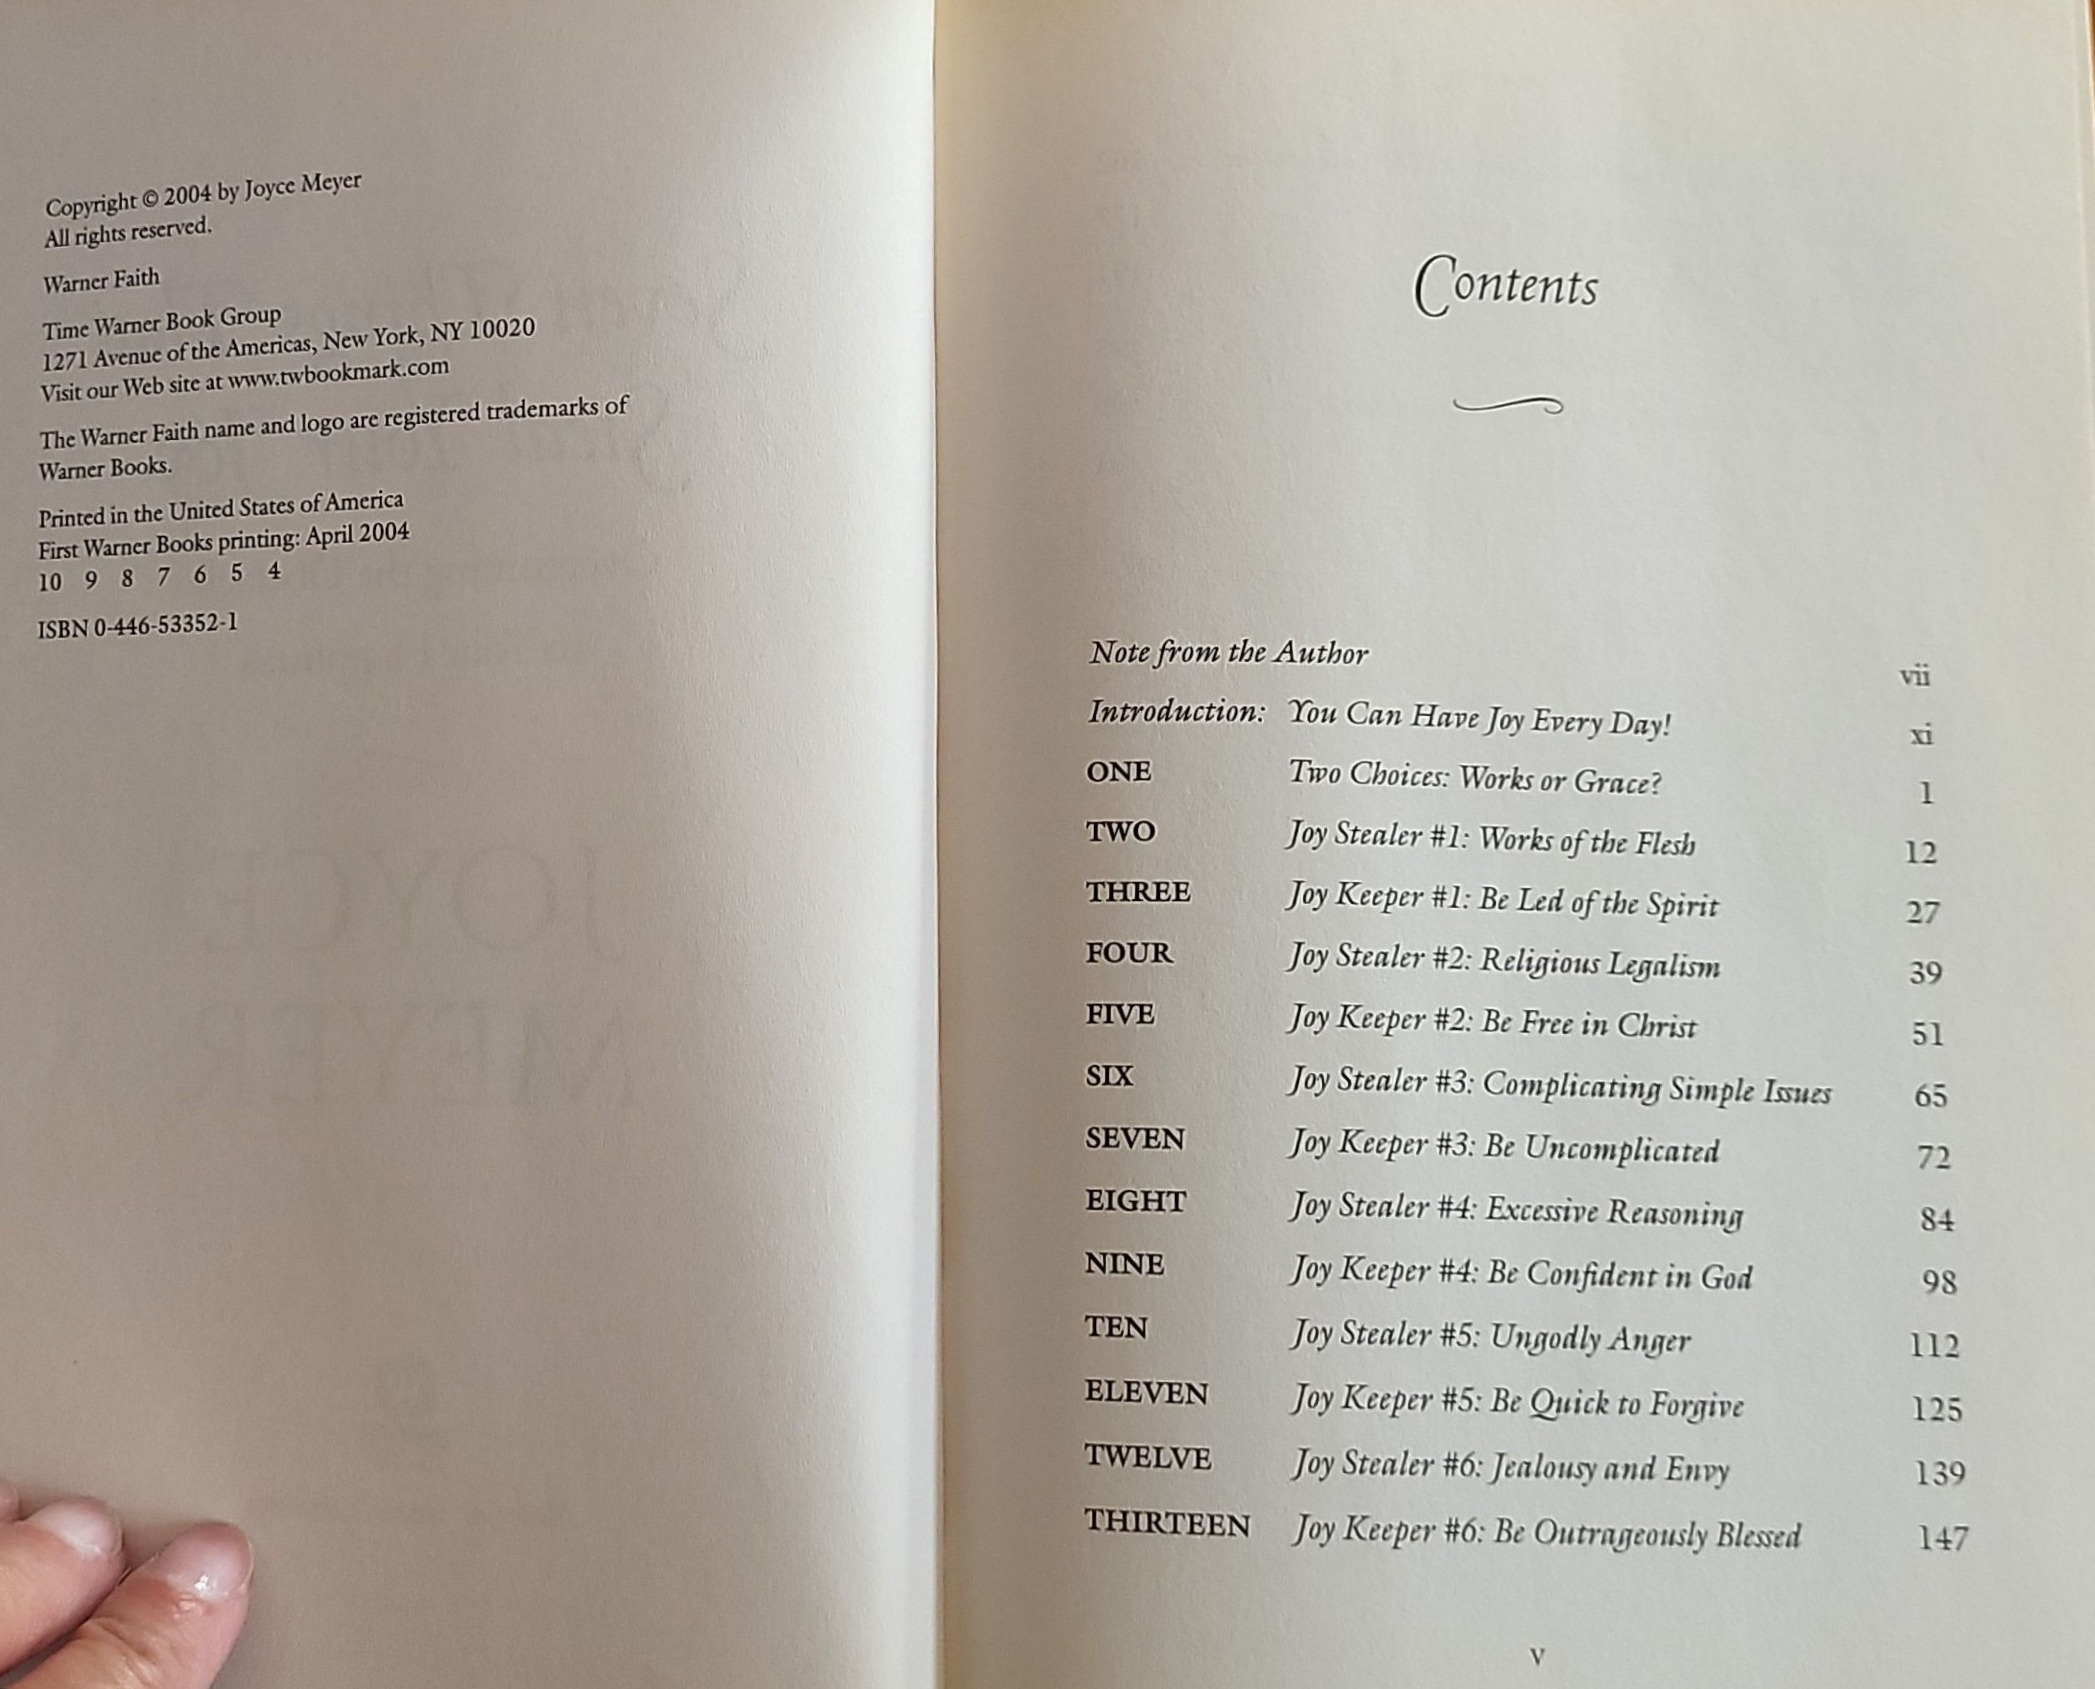 Copyright © 2004 by Joyce Meyer
All rights reserved.
Warner Faith
Time Warner Book Group
1271 Avenue of the Americas, New York, NY 10020
Visit our Web site at www.twbookmark.com
The Warner Faith name and logo are registered trademarks of
Warner Books.
Printed in the United States of America
First Warner Books printing: April 2004
10 9 8 7 6 5 4
ISBN 0-446-53352-1
JOYCE
MEYER
Contents
Note from the Author vii
Introduction: You Can Have Joy Every Day! xi
ONE Two Choices: Works or Grace? 1
TWO Joy Stealer #1: Works of the Flesh 12
THREE Joy Keeper #1: Be Led of the Spirit 27
FOUR Joy Stealer #2: Religious Legalism 39
FIVE Joy Keeper #2: Be Free in Christ 51
SIX Joy Stealer #3: Complicating Simple Issues 65
SEVEN Joy Keeper #3: Be Uncomplicated 72
EIGHT Joy Stealer #4: Excessive Reasoning 84
NINE Joy Keeper #4: Be Confident in God 98
TEN Joy Stealer #5: Ungodly Anger 112
ELEVEN Joy Keeper #5: Be Quick to Forgive 125
TWELVE Joy Stealer #6: Jealousy and Envy 139
THIRTEEN Joy Keeper #6: Be Outrageously Blessed 147
v